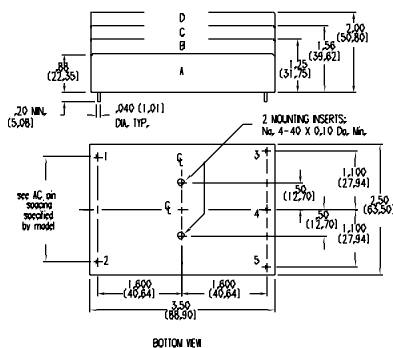 D
C
B
A
2,00
(50,80)
1,56
(39,62)
1,25
(31,75)
,88
(22,35)
,20 MIN,
(5,08)
,040 (1,01)
DIA, TYP,
2 MOUNTING INSERTS:
No, 4-40 X 0,10 Dp, Min,
1
2
3
4
5
see AC pin
spacing
specified
by model
,50
(12,70)
,50
(12,70)
1,100
(27,94)
1,100
(27,94)
2,50
(63,50)
1,600
(40,64)
1,600
(40,64)
3,50
(88,90)
BOTTOM VIEW